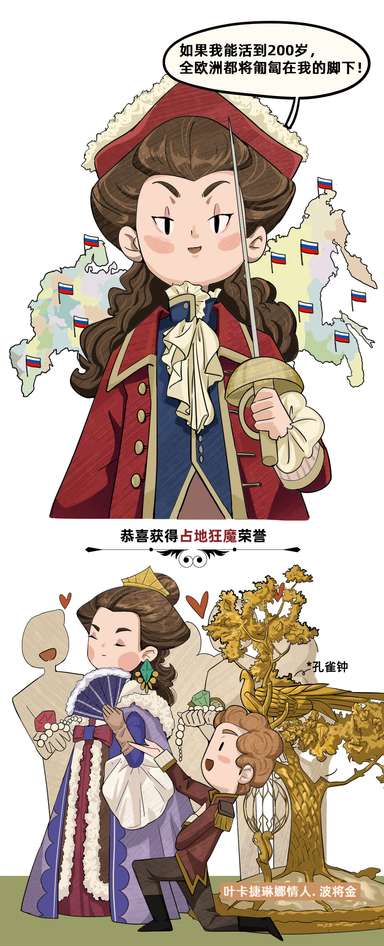 如果我能活到200岁，
全欧洲都将匍匐在我的脚下！
恭喜获得占地狂魔荣誉
*孔雀钟
叶卡捷琳娜情人.波将金